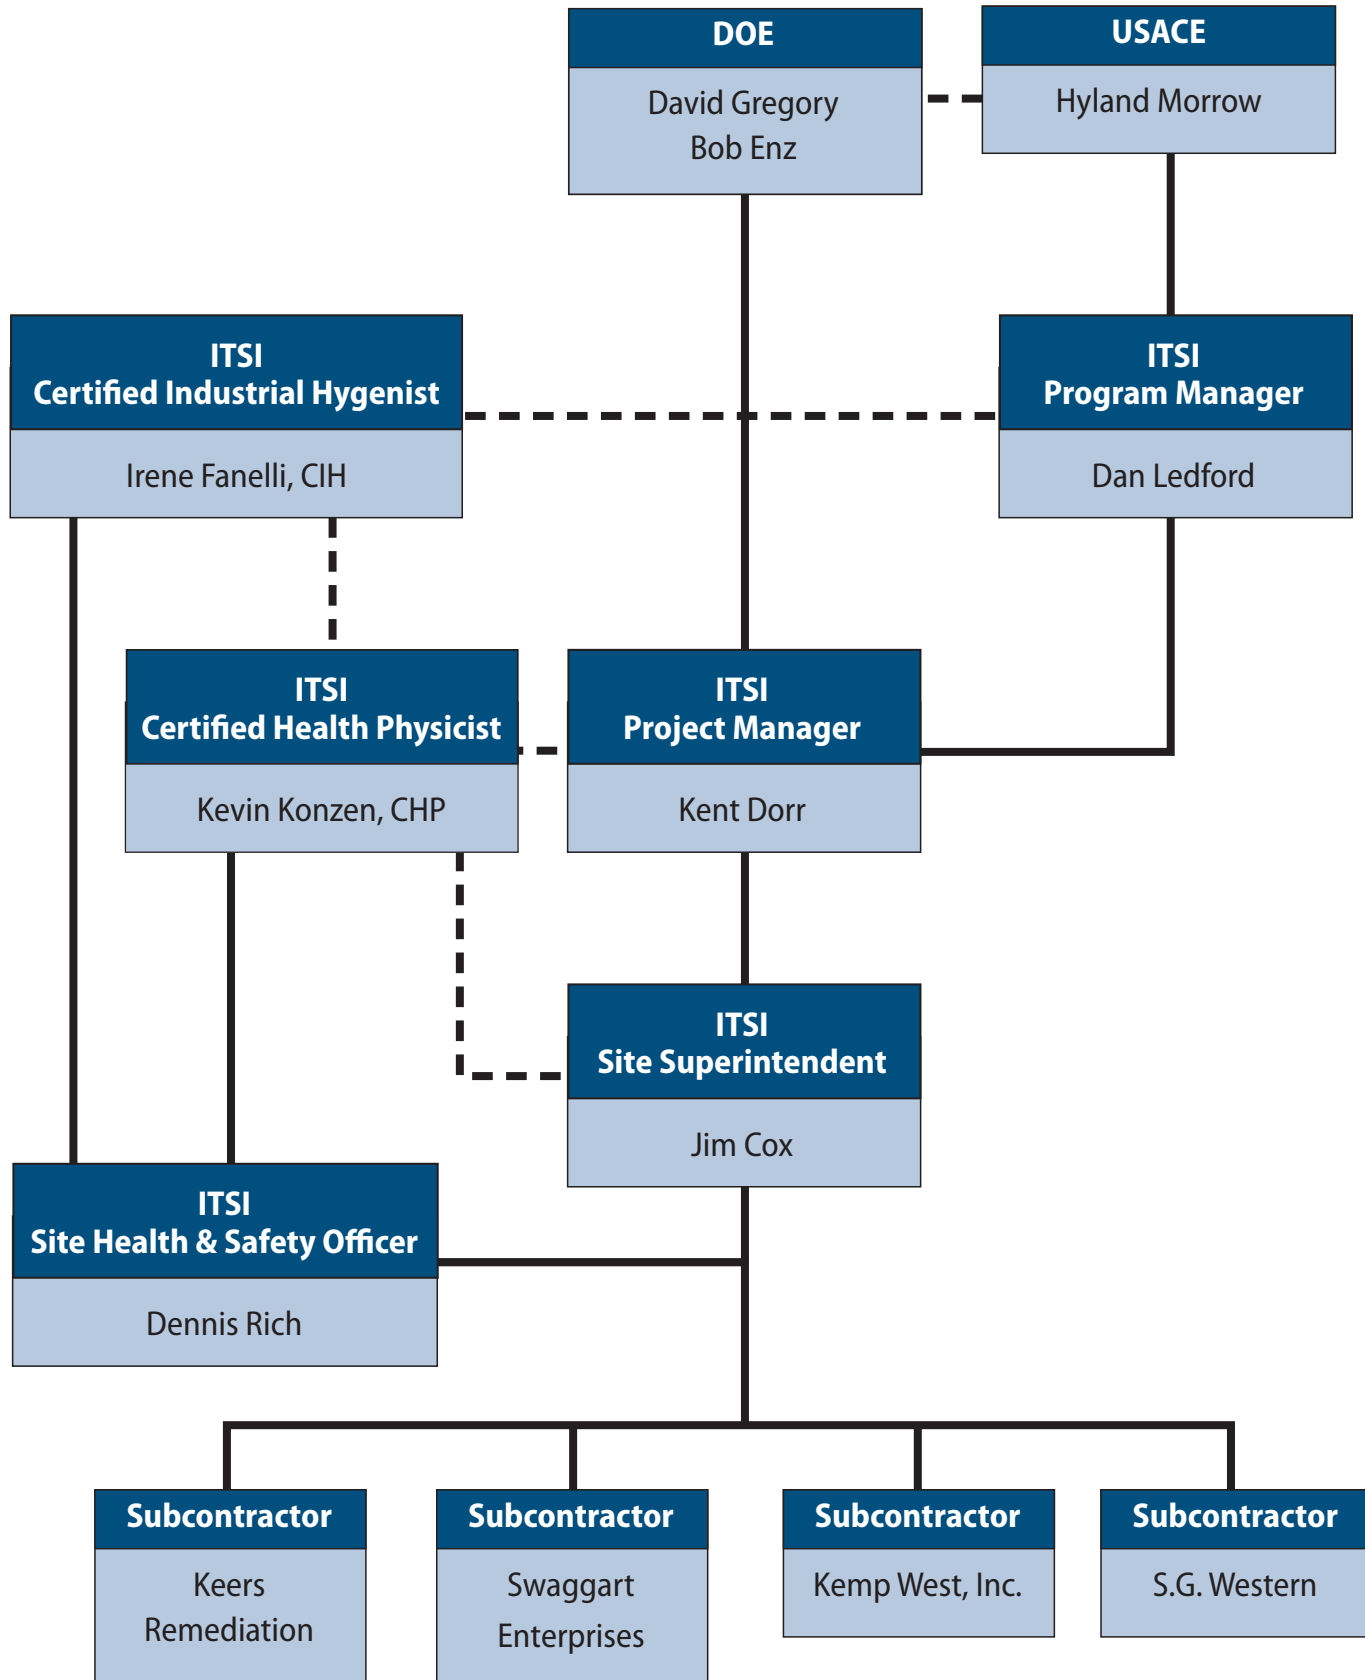 DOE
David Gregory
Bob Enz
USACE
Hyland Morrow
ITSI
Certified Industrial Hygenist
Irene Fanelli, CIH
ITSI
Program Manager
Dan Ledford
ITSI
Certified Health Physicist
Kevin Konzen, CHP
ITSI
Project Manager
Kent Dorr
ITSI
Site Superintendent
Jim Cox
ITSI
Site Health & Safety Officer
Dennis Rich
Subcontractor
Keers
Remediation
Subcontractor
Swaggart
Enterprises
Subcontractor
Kemp West, Inc.
Subcontractor
S.G. Western